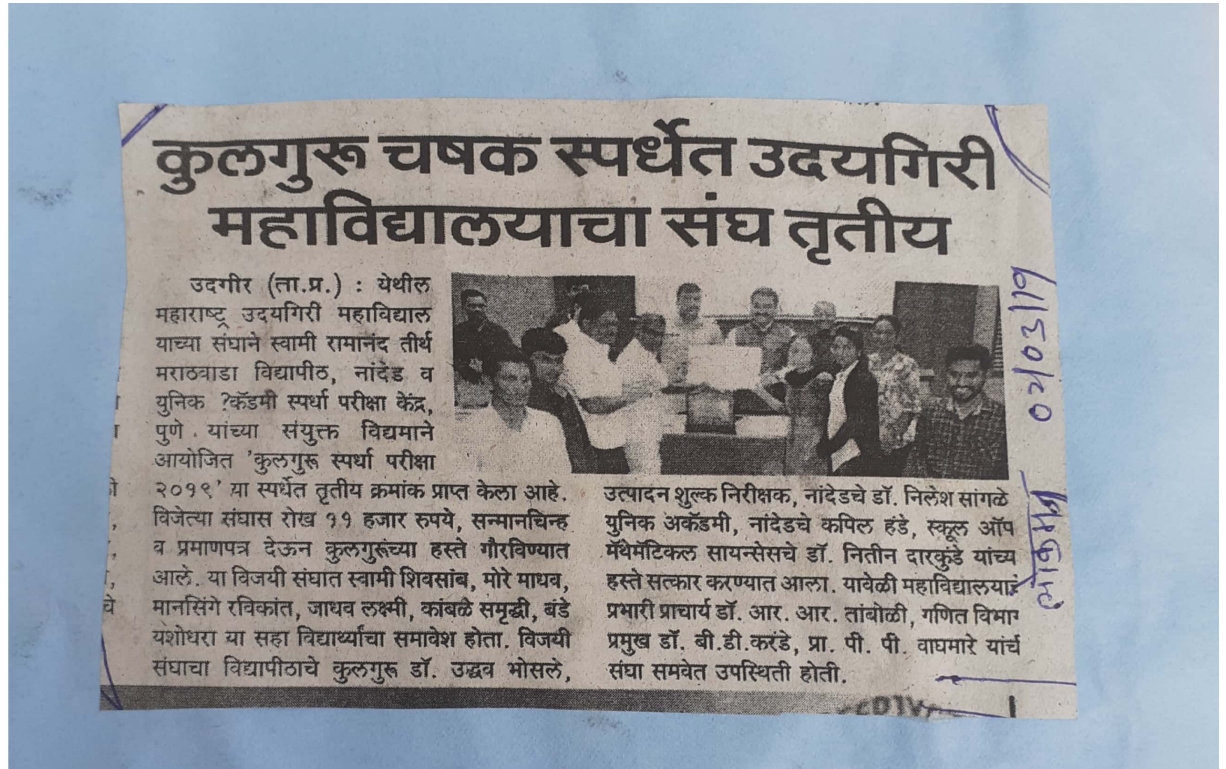 कुलगुरू चषक स्पर्धेत उदयगिरी
महाविद्यालयाचा संघ तृतीय
उदगीर (ता.प्र.) : येथील
महाराष्ट्र उदयगिरी महाविद्याल
याच्या संघाने स्वामी रामानंद तीर्थ
मराठवाडा विद्यापीठ, नांदेड व
युनिक ?कॅडमी स्पर्धा परीक्षा केंद्र,
पुणे यांच्या संयुक्त विद्यमाने
आयोजित 'कुलगुरू स्पर्धा परीक्षा
२०१९' या स्पर्धेत तृतीय क्रमांक प्राप्त केला आहे.
विजेत्या संघास रोख ११ हजार रुपये, सन्मानचिन्ह
व प्रमाणपत्र देऊन कुलगुरूंच्या हस्ते गौरविण्यात
आले. या विजयी संघात स्वामी शिवसांब, मोरे माधव,
मानसिंगे रविकांत, जाधव लक्ष्मी, कांबळे समृद्धी, बंडे
यशोधरा या सहा विद्यार्थ्यांचा समावेश होता. विजयी
संघाचा विद्यापीठाचे कुलगुरू डॉ. उद्धव भोसले,
उत्पादन शुल्क निरीक्षक, नांदेडचे डॉ. निलेश सांगळे
युनिक अकॅडमी, नांदेडचे कपिल हंडे, स्कूल ऑप
मॅथेमॅटिकल सायन्सेसचे डॉ. नितीन दारकुंडे यांच्य
हस्ते सत्कार करण्यात आला. यावेळी महाविद्यालयाचे
प्रभारी प्राचार्य डॉ. आर. आर. तांबोळी, गणित विभाग
प्रमुख डॉ. बी.डी.करंडे, प्रा. पी. पी. वाघमारे यांची
संघा समवेत उपस्थिती होती.
लोकमत 02/03/19